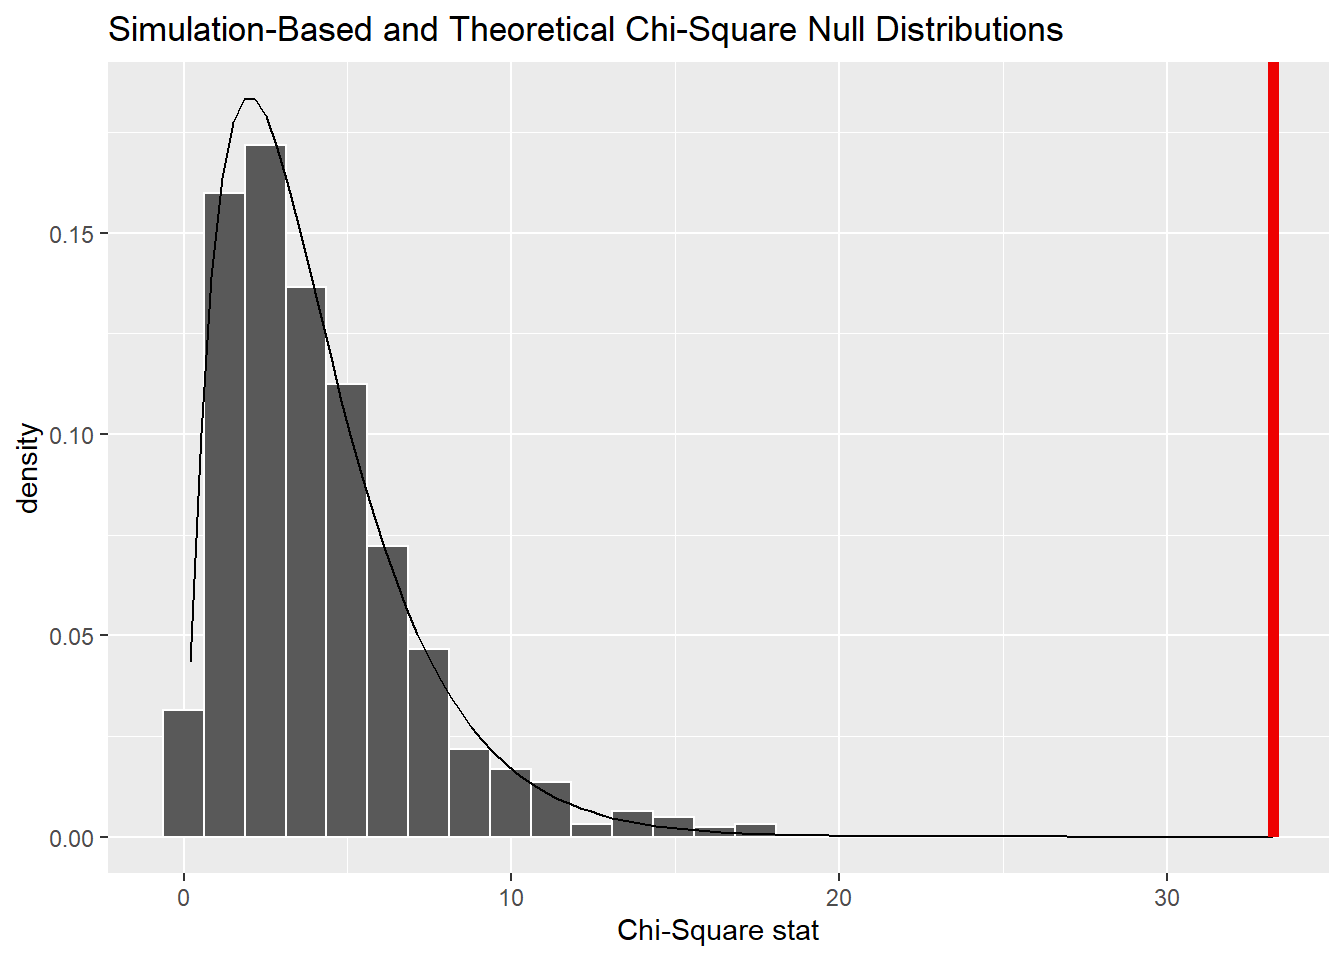 Simulation-Based and Theoretical Chi-Square Null Distributions
density
0.15
0.10
0.05
0.00
0 10 20 30
Chi-Square stat